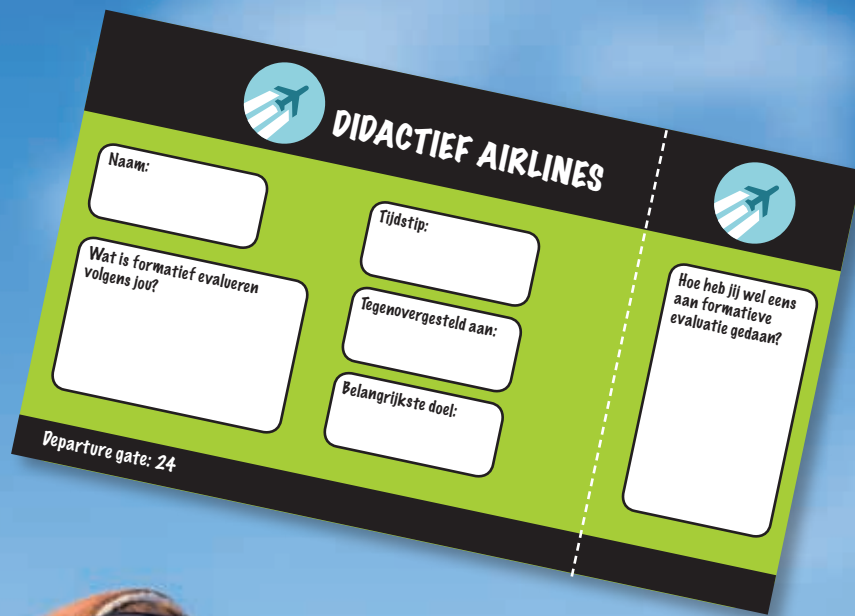 DIDACTIEF AIRLINES
Naam:
Wat is formatief evalueren
volgens jou?
Tijdstip:
Tegenovergesteld aan:
Belangrijkste doel:
Hoe heb jij wel eens
aan formatieve
evaluatie gedaan?
Departure gate: 24